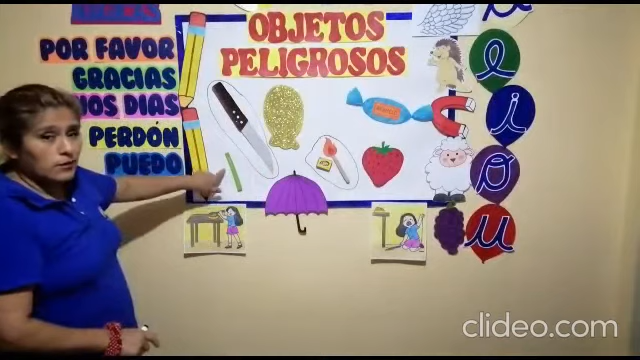 OBJETOS
PELIGROSOS
POR FAVOR
GRACIAS
DIAS
PERDÓN
PUEDO
e
i
o
u
clideo.com